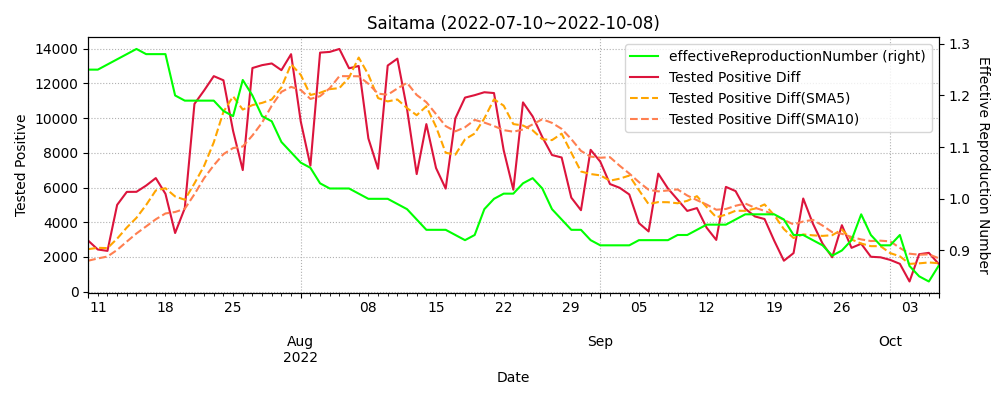 Saitama (2022-07-10~2022-10-08)
effectiveReproductionNumber (right)
Tested Positive Diff
Tested Positive Diff(SMA5)
Tested Positive Diff(SMA10)
Tested Positive
14000
12000
10000
8000
6000
4000
2000
0
1.3
1.2
1.1
1.0
0.9
Effective Reproduction Number
11 18 25 08 15 22 29 05 12 19 26 03
Aug Sep Oct
2022
Date